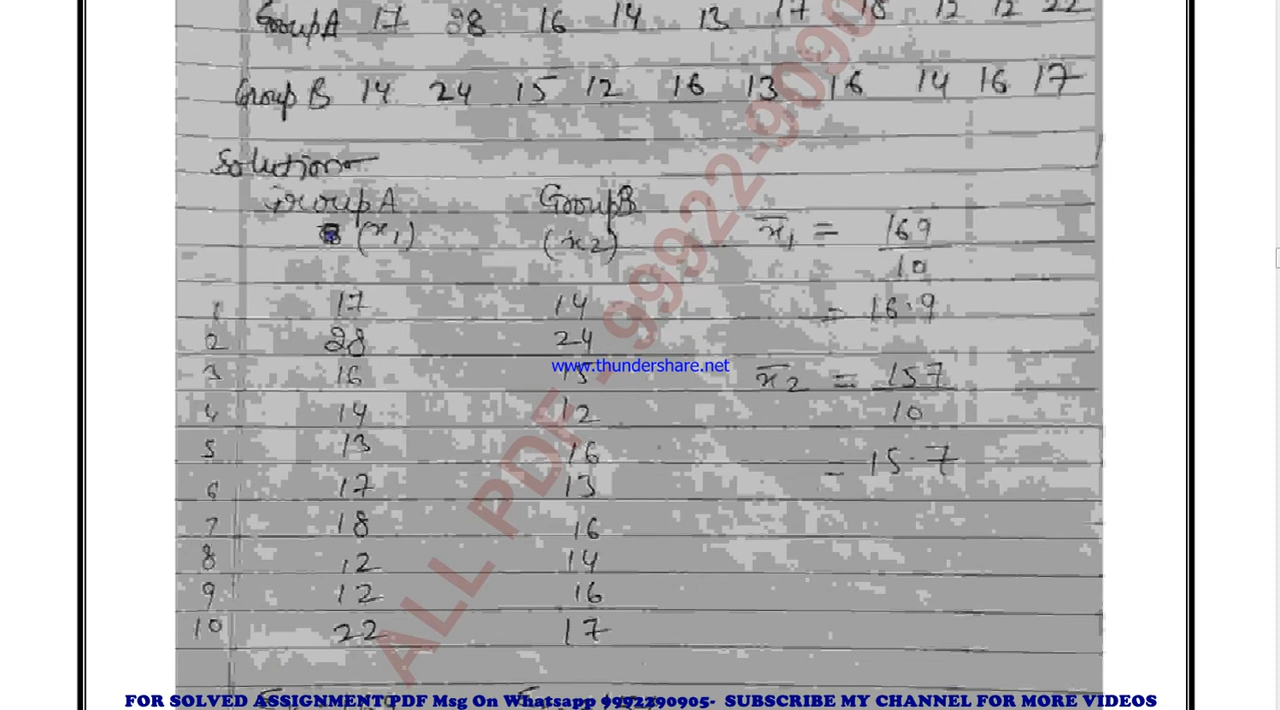 Group A 17 28 16 14 13 17 18 12 12 22
Group B 14 24 15 12 16 13 16 14 16 17
Solution
Group A Group B
(x₁) (x₂) x̄₁ = 169
10
1 17 14 = 16.9
2 28 24
www.thundershare.net
3 16 15 x̄₂ = 157
4 14 12 10
5 13 16 = 15.7
6 17 13
7 18 16
8 12 14
9 12 16
10 22 17
ALL PDF - 99922-9090
FOR SOLVED ASSIGNMENT PDF Msg On Whatsapp 9992290905- SUBSCRIBE MY CHANNEL FOR MORE VIDEOS